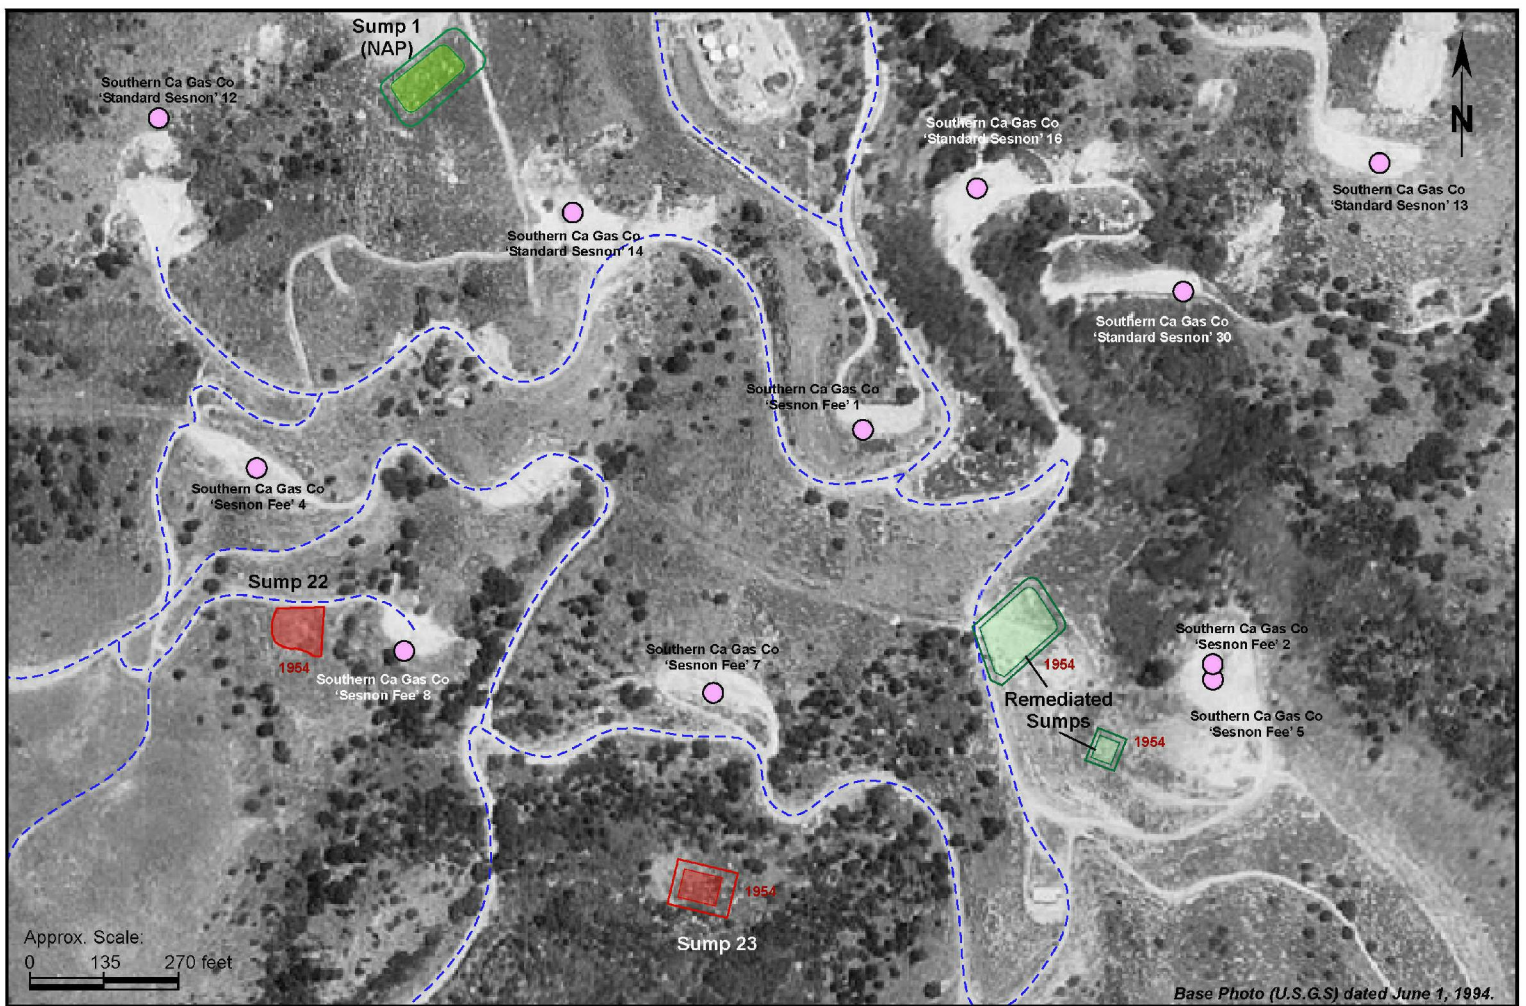 Sump 1
(NAP)
Southern Ca Gas Co
‘Standard Sesnon’ 12
Southern Ca Gas Co
‘Standard Sesnon’ 16
N
Southern Ca Gas Co
‘Standard Sesnon’ 13
Southern Ca Gas Co
‘Standard Sesnon’ 14
Southern Ca Gas Co
‘Standard Sesnon’ 30
Southern Ca Gas Co
‘Sesnon Fee’ 1
Southern Ca Gas Co
‘Sesnon Fee’ 4
Sump 22
1954
Southern Ca Gas Co
‘Sesnon Fee’ 8
Southern Ca Gas Co
‘Sesnon Fee’ 7
1954
Remediated
Sumps
1954
Southern Ca Gas Co
‘Sesnon Fee’ 2
Southern Ca Gas Co
‘Sesnon Fee’ 5
1954
Sump 23
Approx. Scale:
0 135 270 feet
Base Photo (U.S.G.S) dated June 1, 1994.